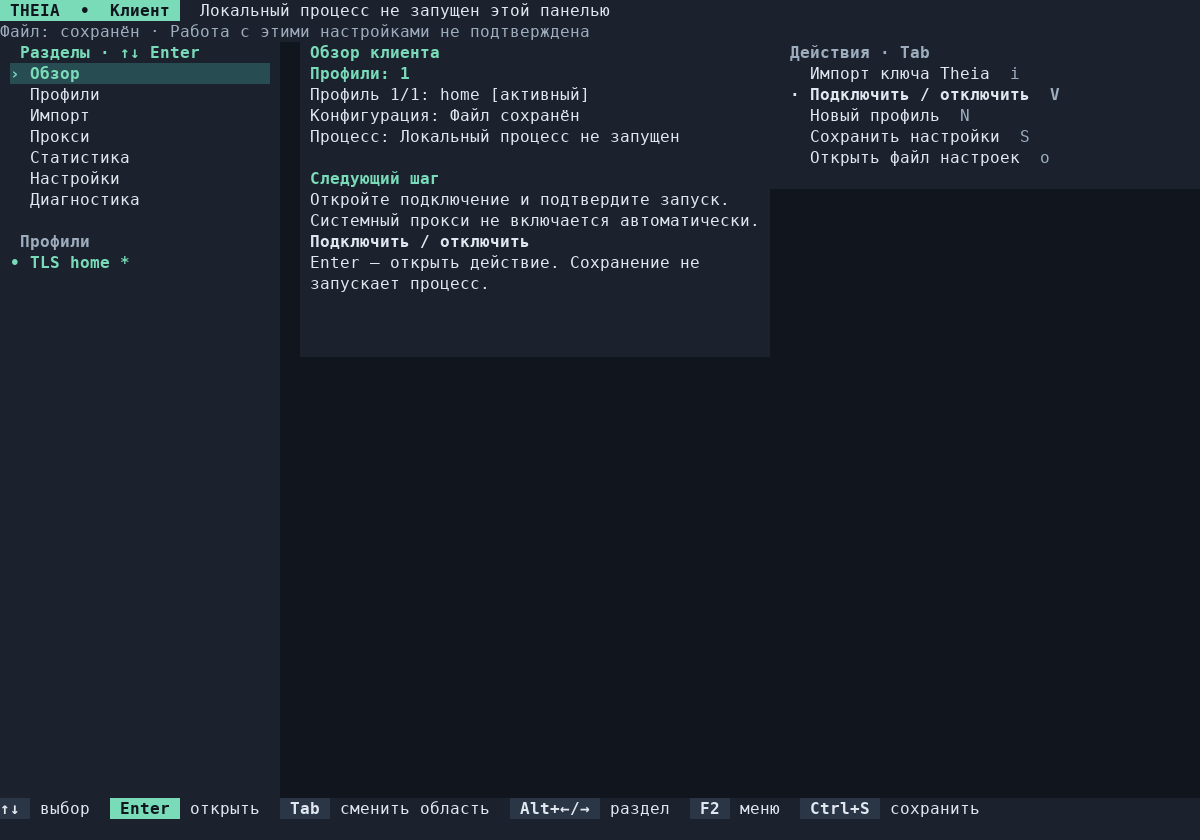 THEIA • Клиент Локальный процесс не запущен этой панелью
Файл: сохранён · Работа с этими настройками не подтверждена
Разделы · ↑↓ Enter
› Обзор
Профили
Импорт
Прокси
Статистика
Настройки
Диагностика
Профили
• TLS home *
Обзор клиента
Профили: 1
Профиль 1/1: home [активный]
Конфигурация: Файл сохранён
Процесс: Локальный процесс не запущен
Следующий шаг
Откройте подключение и подтвердите запуск.
Системный прокси не включается автоматически.
Подключить / отключить
Enter — открыть действие. Сохранение не
запускает процесс.
Действия · Tab
Импорт ключа Theia i
· Подключить / отключить V
Новый профиль N
Сохранить настройки S
Открыть файл настроек o
↑↓ выбор Enter открыть Tab сменить область Alt+←/→ раздел F2 меню Ctrl+S сохранить